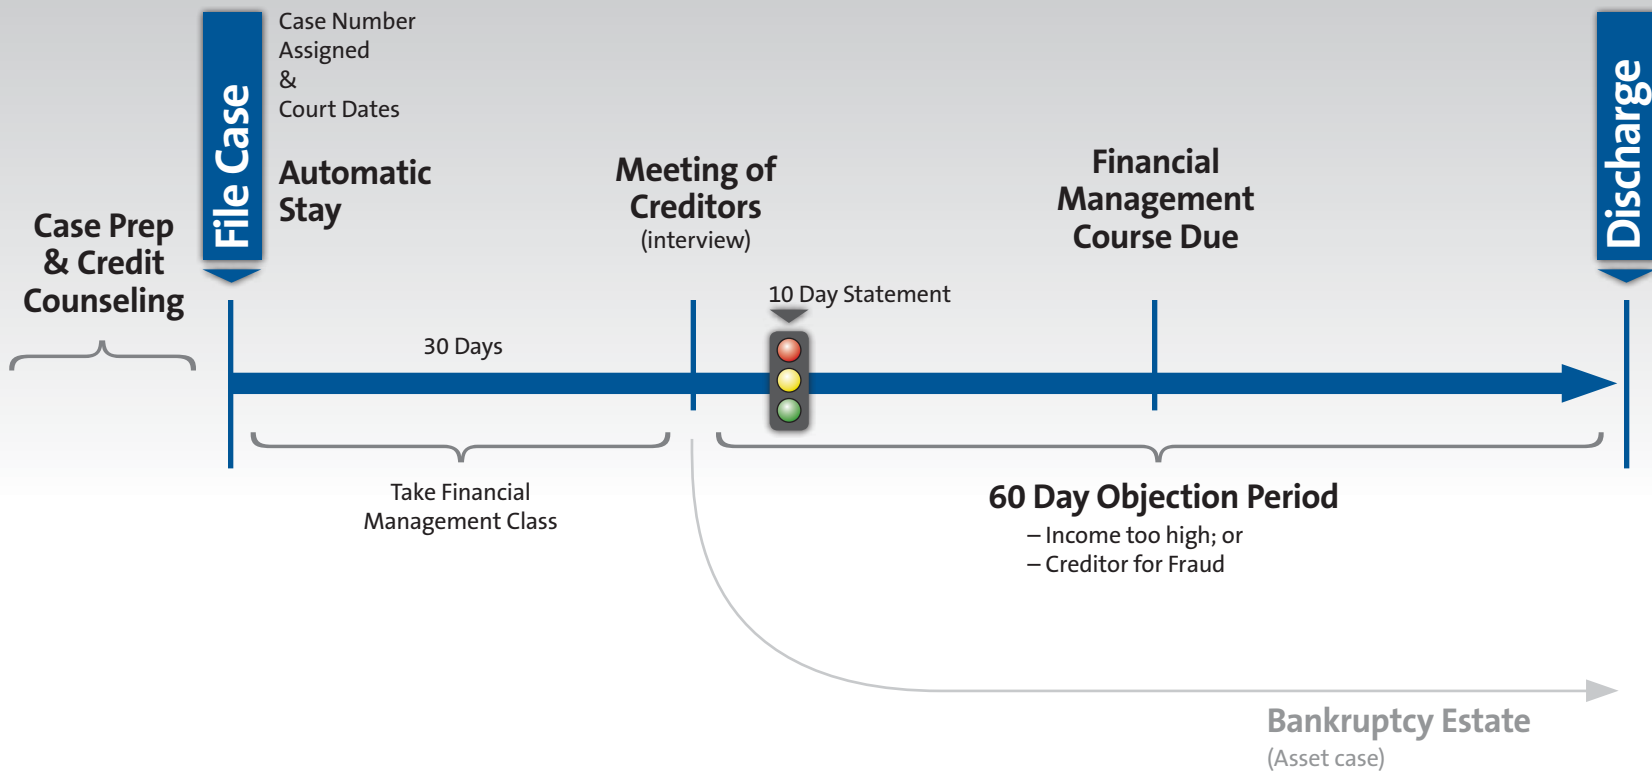 Case Prep
& Credit
Counseling
File Case
Case Number
Assigned
&
Court Dates
Automatic
Stay
30 Days
Take Financial
Management Class
Meeting of
Creditors
(interview)
10 Day Statement
Financial
Management
Course Due
60 Day Objection Period
– Income too high; or
– Creditor for Fraud
Discharge
Bankruptcy Estate
(Asset case)